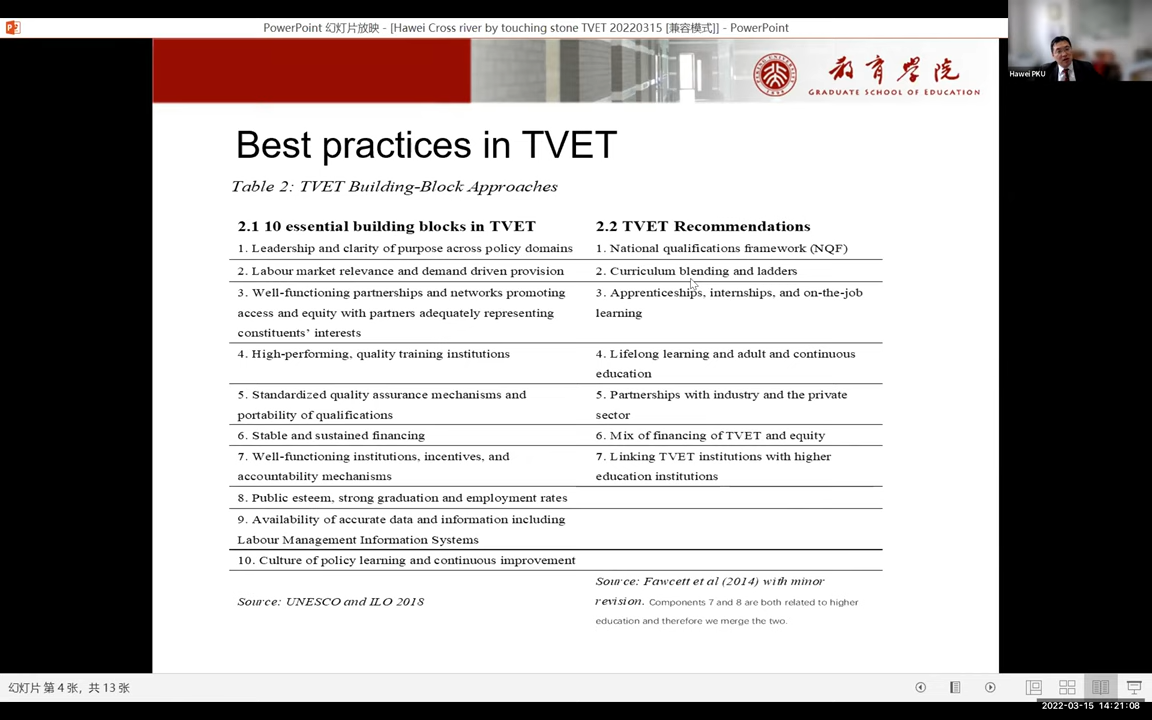 PowerPoint 幻灯片放映 - [Hawei Cross river by touching stone TVET 20220315 [兼容模式]] - PowerPoint
Hawei PKU
教育学院
GRADUATE SCHOOL OF EDUCATION
Best practices in TVET
Table 2: TVET Building-Block Approaches
2.1 10 essential building blocks in TVET
2.2 TVET Recommendations
1. Leadership and clarity of purpose across policy domains
1. National qualifications framework (NQF)
2. Labour market relevance and demand driven provision
2. Curriculum blending and ladders
3. Well-functioning partnerships and networks promoting
access and equity with partners adequately representing
constituents' interests
3. Apprenticeships, internships, and on-the-job
learning
4. High-performing, quality training institutions
4. Lifelong learning and adult and continuous
education
5. Standardized quality assurance mechanisms and
portability of qualifications
5. Partnerships with industry and the private
sector
6. Stable and sustained financing
6. Mix of financing of TVET and equity
7. Well-functioning institutions, incentives, and
accountability mechanisms
7. Linking TVET institutions with higher
education institutions
8. Public esteem, strong graduation and employment rates
9. Availability of accurate data and information including
Labour Management Information Systems
10. Culture of policy learning and continuous improvement
Source: UNESCO and ILO 2018
Source: Fawcett et al (2014) with minor
revision. Components 7 and 8 are both related to higher
education and therefore we merge the two.
幻灯片 第 4 张，共 13 张
2022-03-15 14:21:08